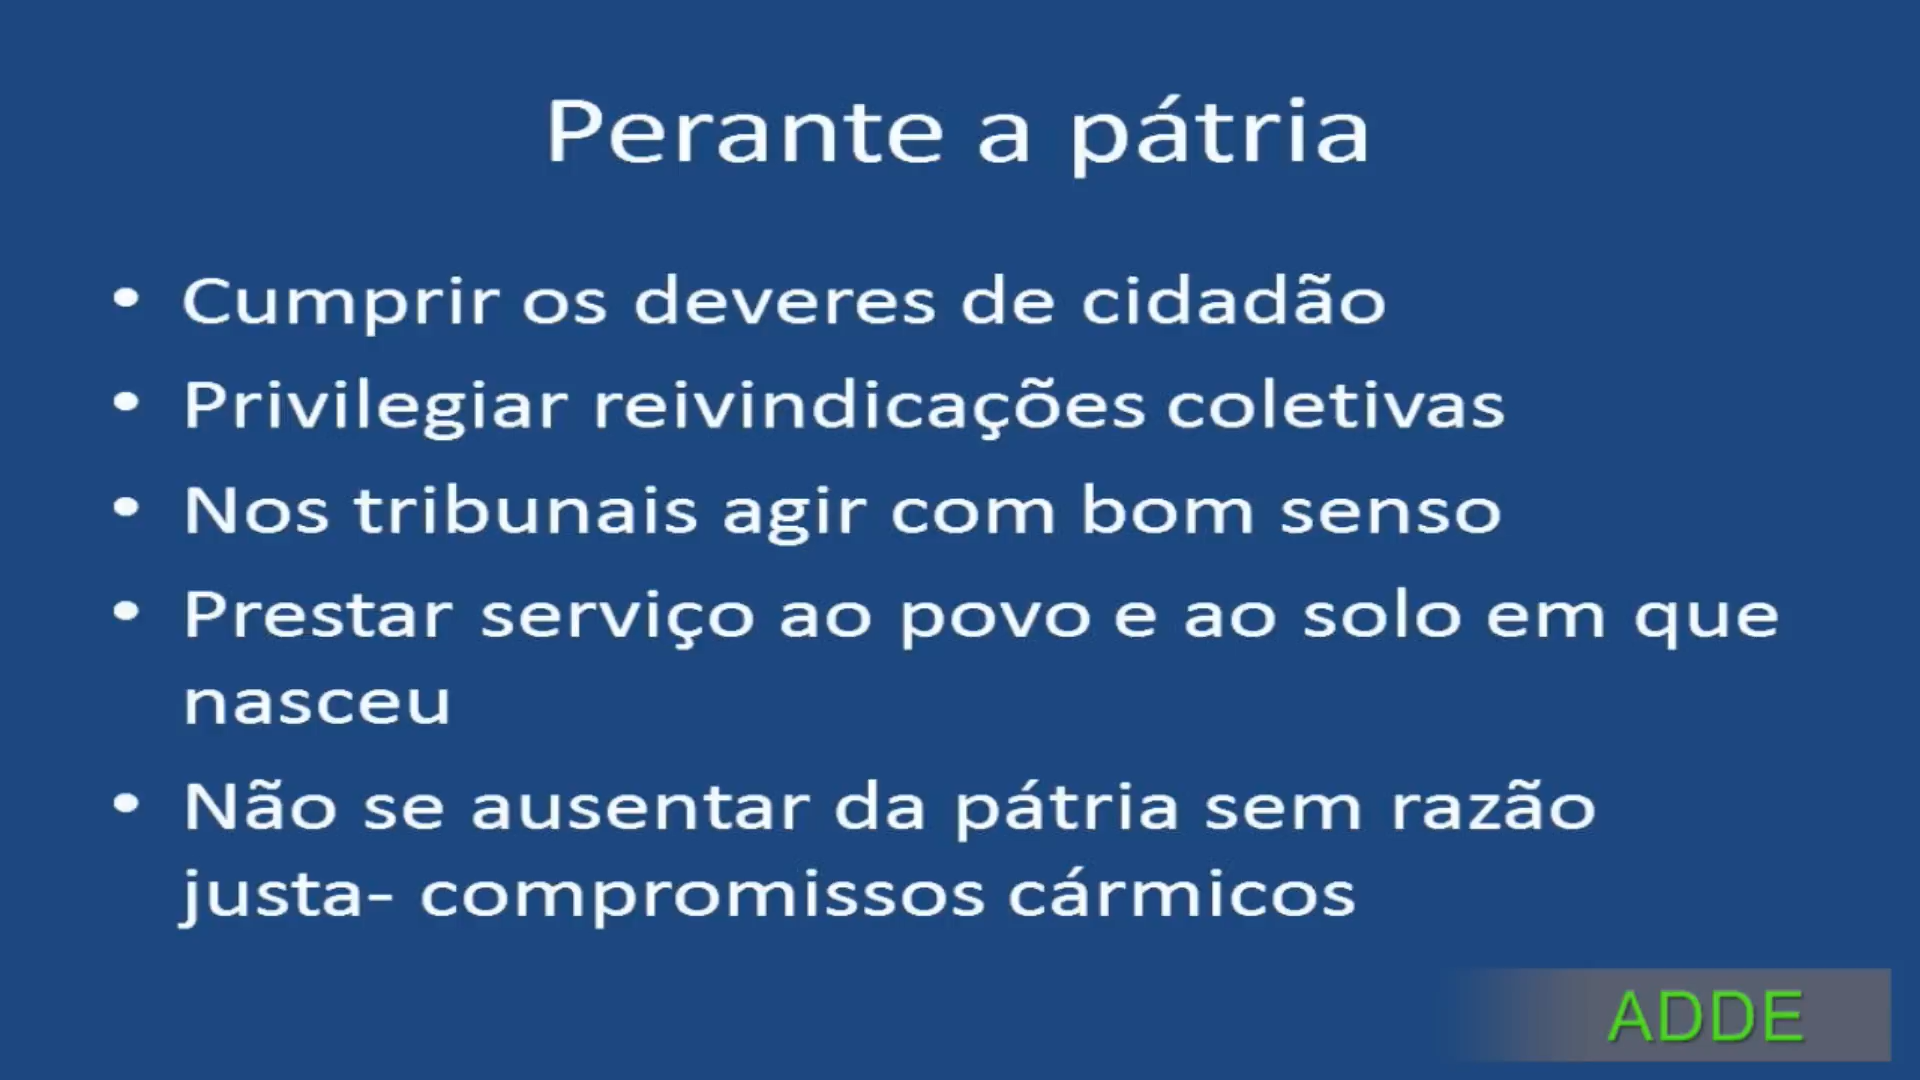 Perante a pátria
• Cumprir os deveres de cidadão
• Privilegiar reivindicações coletivas
• Nos tribunais agir com bom senso
• Prestar serviço ao povo e ao solo em que
nasceu
• Não se ausentar da pátria sem razão
justa- compromissos cármicos
ADDE